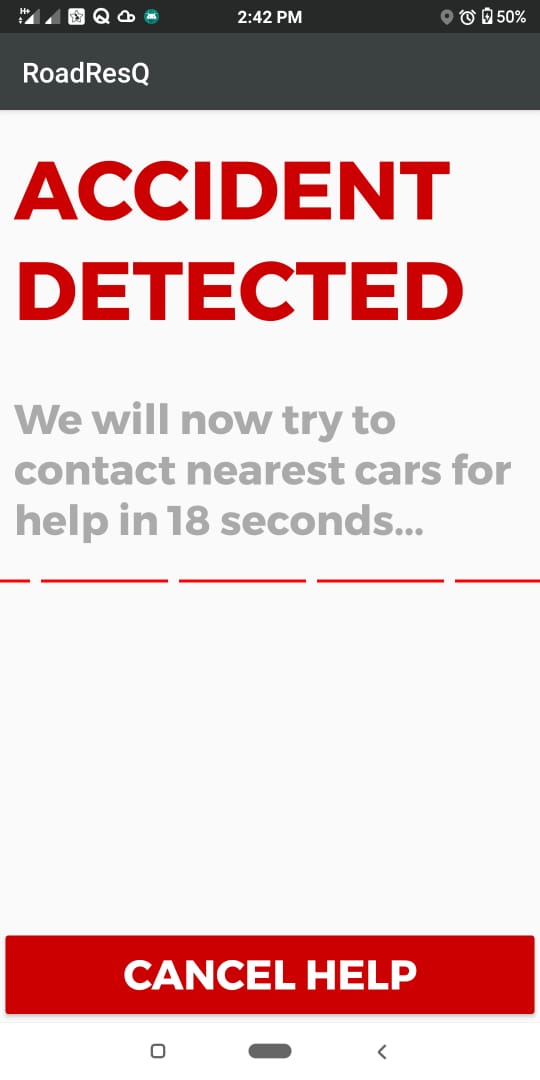 H+ 2:42 PM 50%
RoadResQ
ACCIDENT
DETECTED
We will now try to
contact nearest cars for
help in 18 seconds...
CANCEL HELP